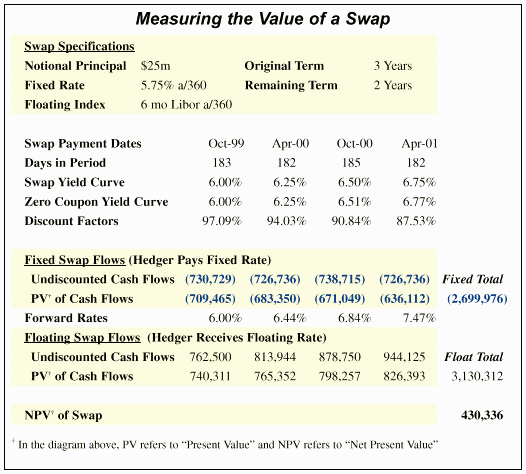 Measuring the Value of a Swap
Swap Specifications
Notional Principal $25m Original Term 3 Years
Fixed Rate 5.75% a/360 Remaining Term 2 Years
Floating Index 6 mo Libor a/360
Swap Payment Dates Oct-99 Apr-00 Oct-00 Apr-01
Days in Period 183 182 185 182
Swap Yield Curve 6.00% 6.25% 6.50% 6.75%
Zero Coupon Yield Curve 6.00% 6.25% 6.51% 6.77%
Discount Factors 97.09% 94.03% 90.84% 87.53%
Fixed Swap Flows (Hedger Pays Fixed Rate)
Undiscounted Cash Flows (730,729) (726,736) (738,715) (726,736) Fixed Total
PV† of Cash Flows (709,465) (683,350) (671,049) (636,112) (2,699,976)
Forward Rates 6.00% 6.44% 6.84% 7.47%
Floating Swap Flows (Hedger Receives Floating Rate)
Undiscounted Cash Flows 762,500 813,944 878,750 944,125 Float Total
PV† of Cash Flows 740,311 765,352 798,257 826,393 3,130,312
NPV† of Swap 430,336
† In the diagram above, PV refers to “Present Value” and NPV refers to “Net Present Value”